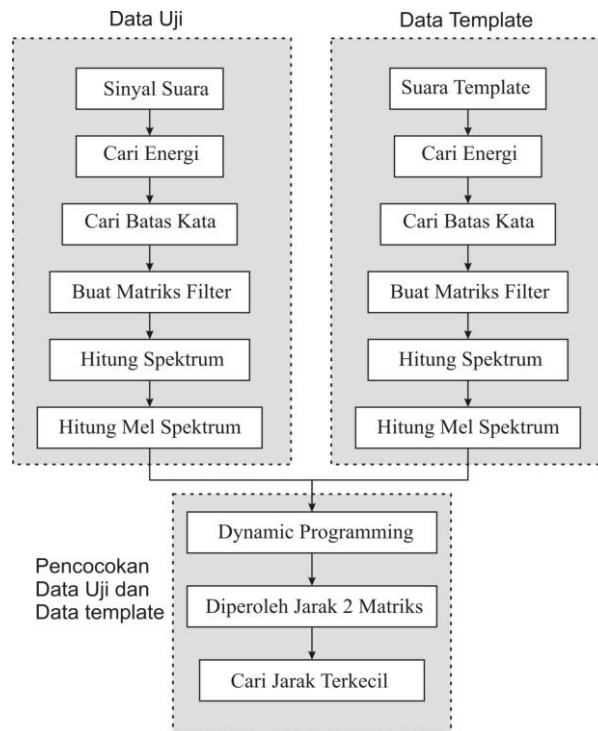 Data Uji
Sinyal Suara
Cari Energi
Cari Batas Kata
Buat Matriks Filter
Hitung Spektrum
Hitung Mel Spektrum
Data Template
Suara Template
Cari Energi
Cari Batas Kata
Buat Matriks Filter
Hitung Spektrum
Hitung Mel Spektrum
Pencocokan
Data Uji dan
Data template
Dynamic Programming
Diperoleh Jarak 2 Matriks
Cari Jarak Terkecil